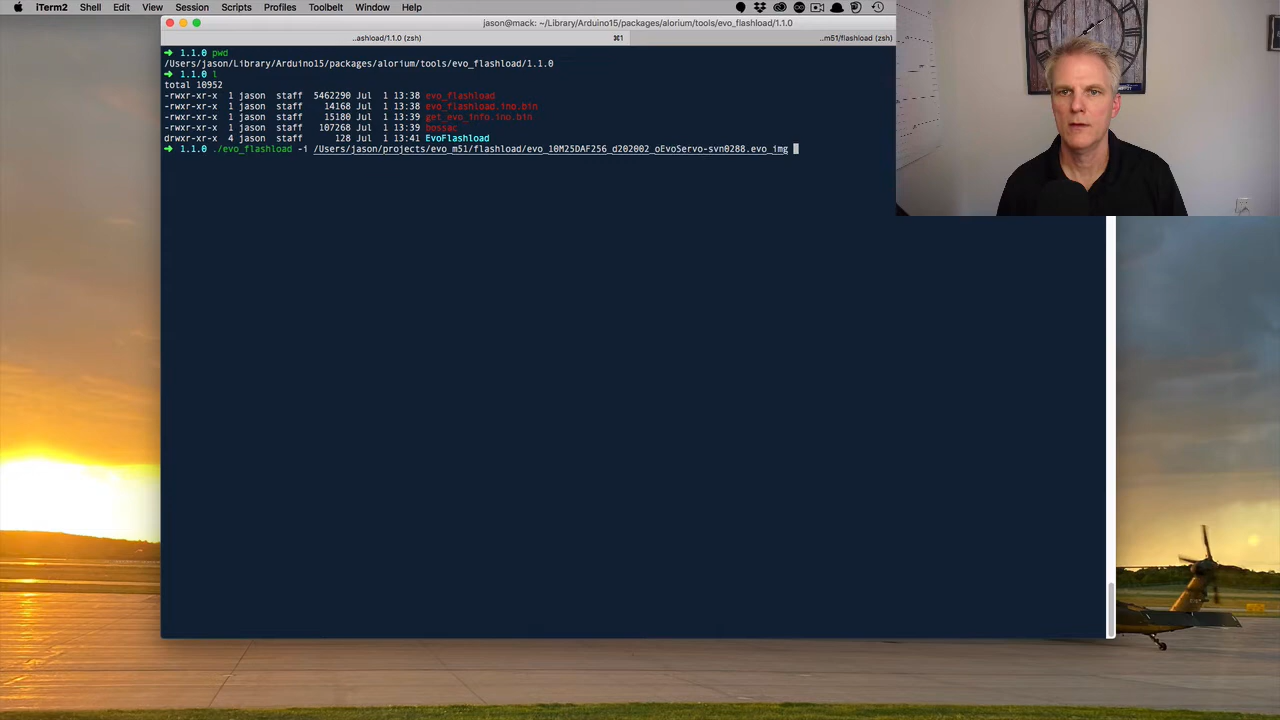 iTerm2 Shell Edit View Session Scripts Profiles Toolbelt Window Help
jason@mack: ~/Library/Arduino15/packages/alorium/tools/evo_flashload/1.1.0
..ashload/1.1.0 (zsh) ⌘1 ..m51/flashload (zsh)
➜ 1.1.0 pwd
/Users/jason/Library/Arduino15/packages/alorium/tools/evo_flashload/1.1.0
➜ 1.1.0 l
total 10952
-rwxr-xr-x 1 jason staff 5462290 Jul 1 13:38 evo_flashload
-rwxr-xr-x 1 jason staff 14168 Jul 1 13:38 evo_flashload.ino.bin
-rwxr-xr-x 1 jason staff 15180 Jul 1 13:39 get_evo_info.ino.bin
-rwxr-xr-x 1 jason staff 107268 Jul 1 13:39 bossac
drwxr-xr-x 4 jason staff 128 Jul 1 13:41 EvoFlashload
➜ 1.1.0 ./evo_flashload -i /Users/jason/projects/evo_m51/flashload/evo_10M25DAF256_d202002_oEvoServo-svn0288.evo_img